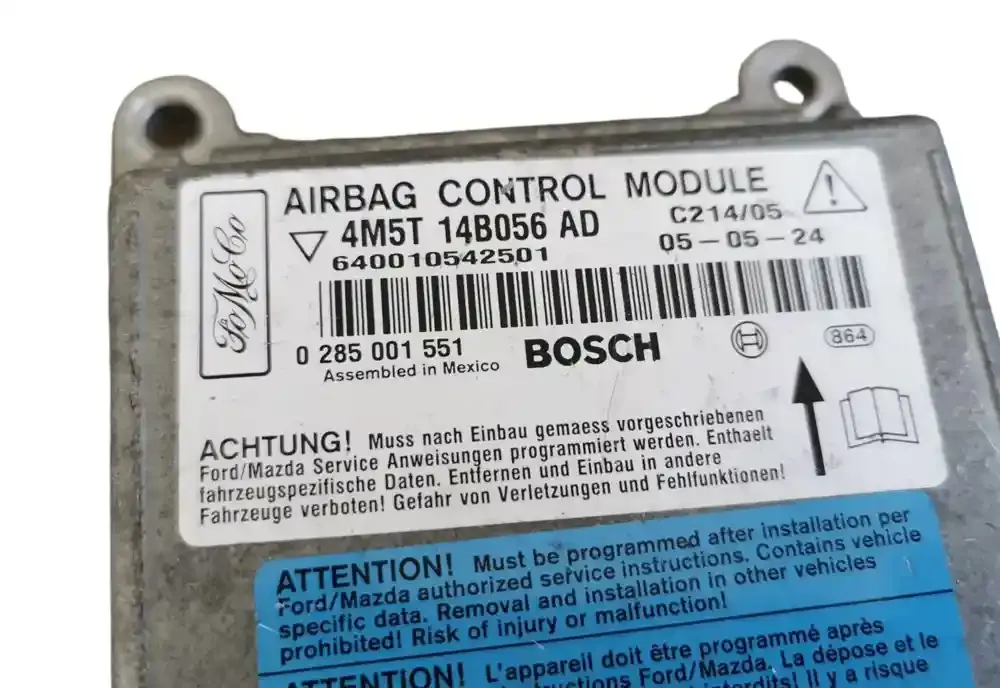 FoMoCo
AIRBAG CONTROL MODULE
4M5T 14B056 AD
C214/05
640010542501
05-05-24
0 285 001 551
BOSCH
864
Assembled in Mexico
ACHTUNG! Muss nach Einbau gemaess vorgeschriebenen
Ford/Mazda Service Anweisungen programmiert werden. Enthaelt
fahrzeugspezifische Daten. Entfernen und Einbau in andere
Fahrzeuge verboten! Gefahr von Verletzungen und Fehlfunktionen!
ATTENTION! Must be programmed after installation per
Ford/Mazda authorized service instructions. Contains vehicle
specific data. Removal and installation in other vehicles
prohibited! Risk of injury or malfunction!
ATTENTION! L'appareil doit être programmé après
Ford/Mazda. La dépose et le
Il y a risque